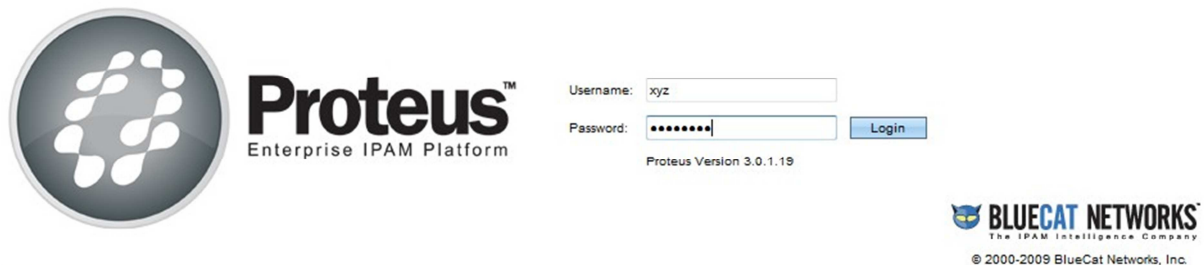 Proteus™
Enterprise IPAM Platform
Username: xyz
Password: ••••••••
Login
Proteus Version 3.0.1.19
BLUECAT NETWORKS
The IPAM Intelligence Company
© 2000-2009 BlueCat Networks, Inc.